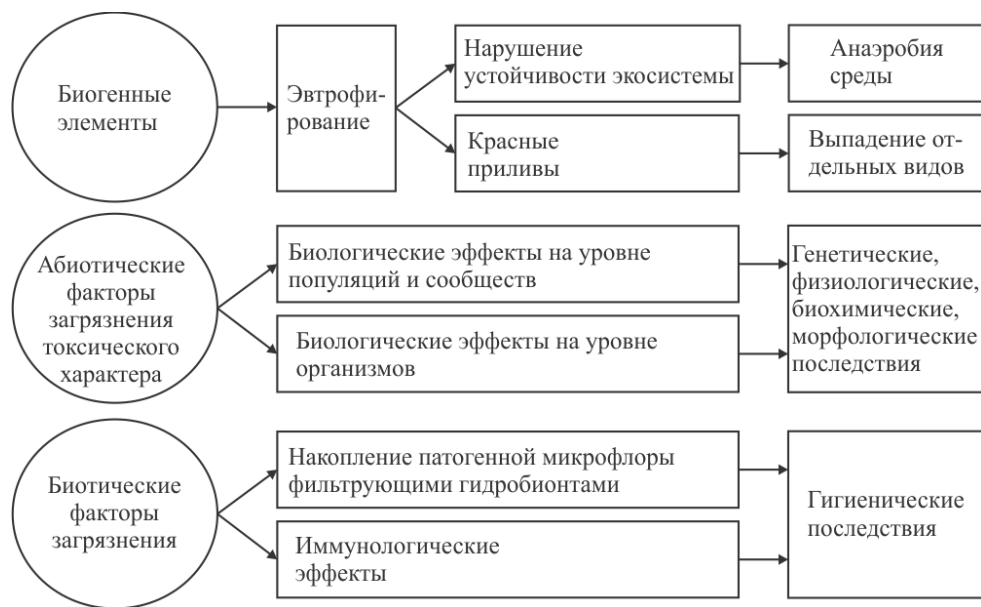 Биогенные
элементы
Эвтрофи-
рование
Нарушение
устойчивости экосистемы
Анаэробия
среды
Красные
приливы
Выпадение от-
дельных видов
Абиотические
факторы
загрязнения
токсического
характера
Биологические эффекты на уровне
популяций и сообществ
Биологические эффекты на уровне
организмов
Генетические,
физиологические,
биохимические,
морфологические
последствия
Биотические
факторы
загрязнения
Накопление патогенной микрофлоры
фильтрующими гидробионтами
Иммунологические
эффекты
Гигиенические
последствия